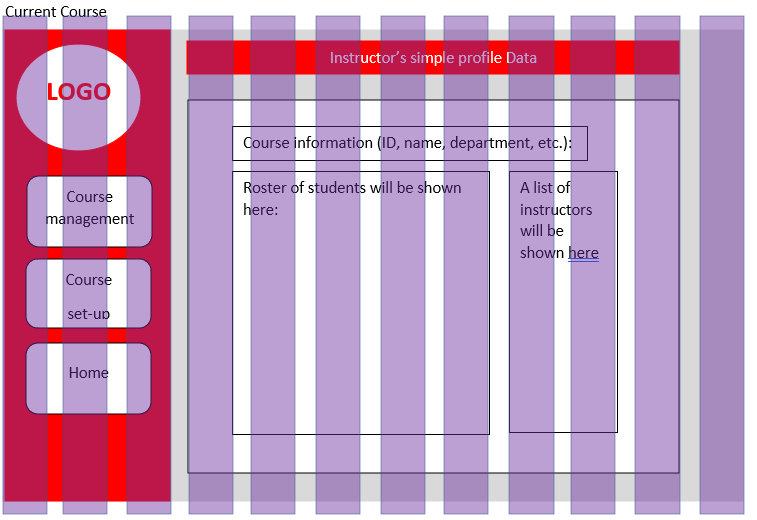 Current Course
Instructor's simple profile Data
LOGO
Course information (ID, name, department, etc.):
Course
management
Roster of students will be shown
here:
A list of
instructors
will be
shown here
Course
set-up
Home